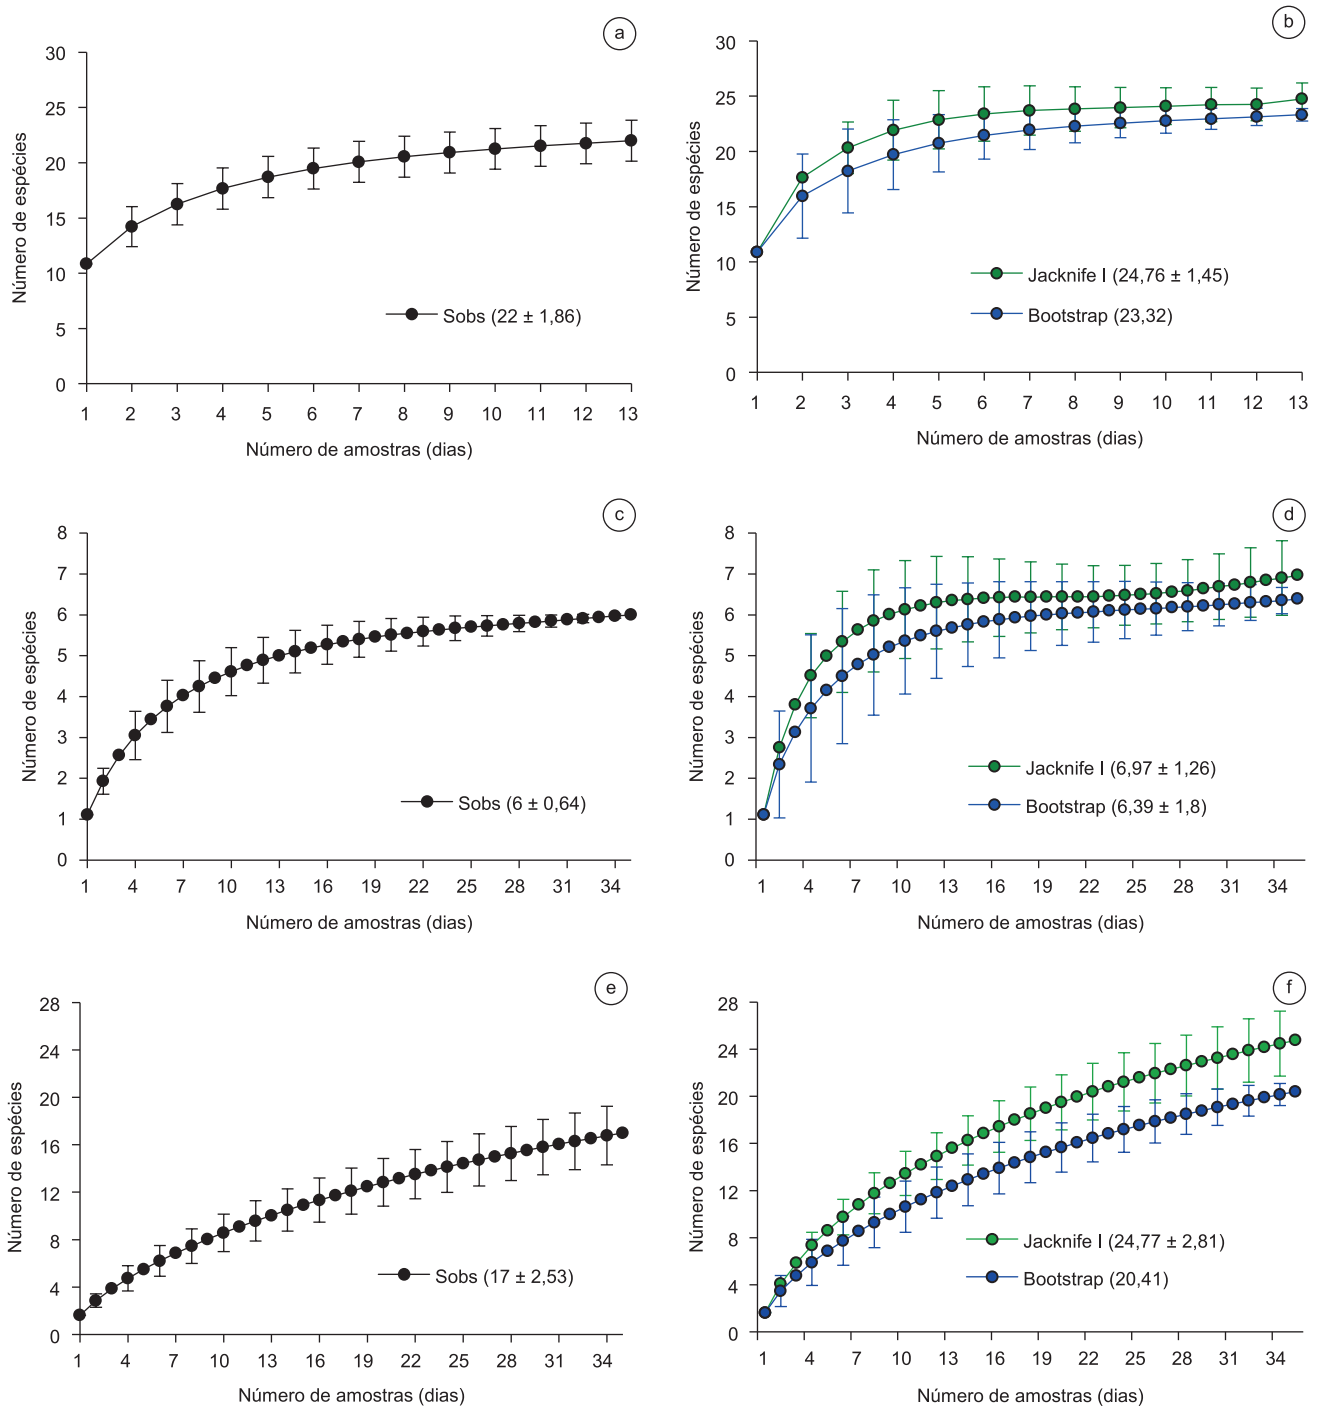 a
30
25
20
15
10
5
0
Número de espécies
Sobs (22 ± 1,86)
1 2 3 4 5 6 7 8 9 10 11 12 13
Número de amostras (dias)
b
30
25
20
15
10
5
0
Número de espécies
Jacknife I (24,76 ± 1,45)
Bootstrap (23,32)
1 2 3 4 5 6 7 8 9 10 11 12 13
Número de amostras (dias)
c
8
7
6
5
4
3
2
1
0
Número de espécies
Sobs (6 ± 0,64)
1 4 7 10 13 16 19 22 25 28 31 34
Número de amostras (dias)
d
8
7
6
5
4
3
2
1
0
Número de espécies
Jacknife I (6,97 ± 1,26)
Bootstrap (6,39 ± 1,8)
1 4 7 10 13 16 19 22 25 28 31 34
Número de amostras (dias)
e
28
24
20
16
12
8
4
0
Número de espécies
Sobs (17 ± 2,53)
1 4 7 10 13 16 19 22 25 28 31 34
Número de amostras (dias)
f
28
24
20
16
12
8
4
0
Número de espécies
Jacknife I (24,77 ± 2,81)
Bootstrap (20,41)
1 4 7 10 13 16 19 22 25 28 31 34
Número de amostras (dias)